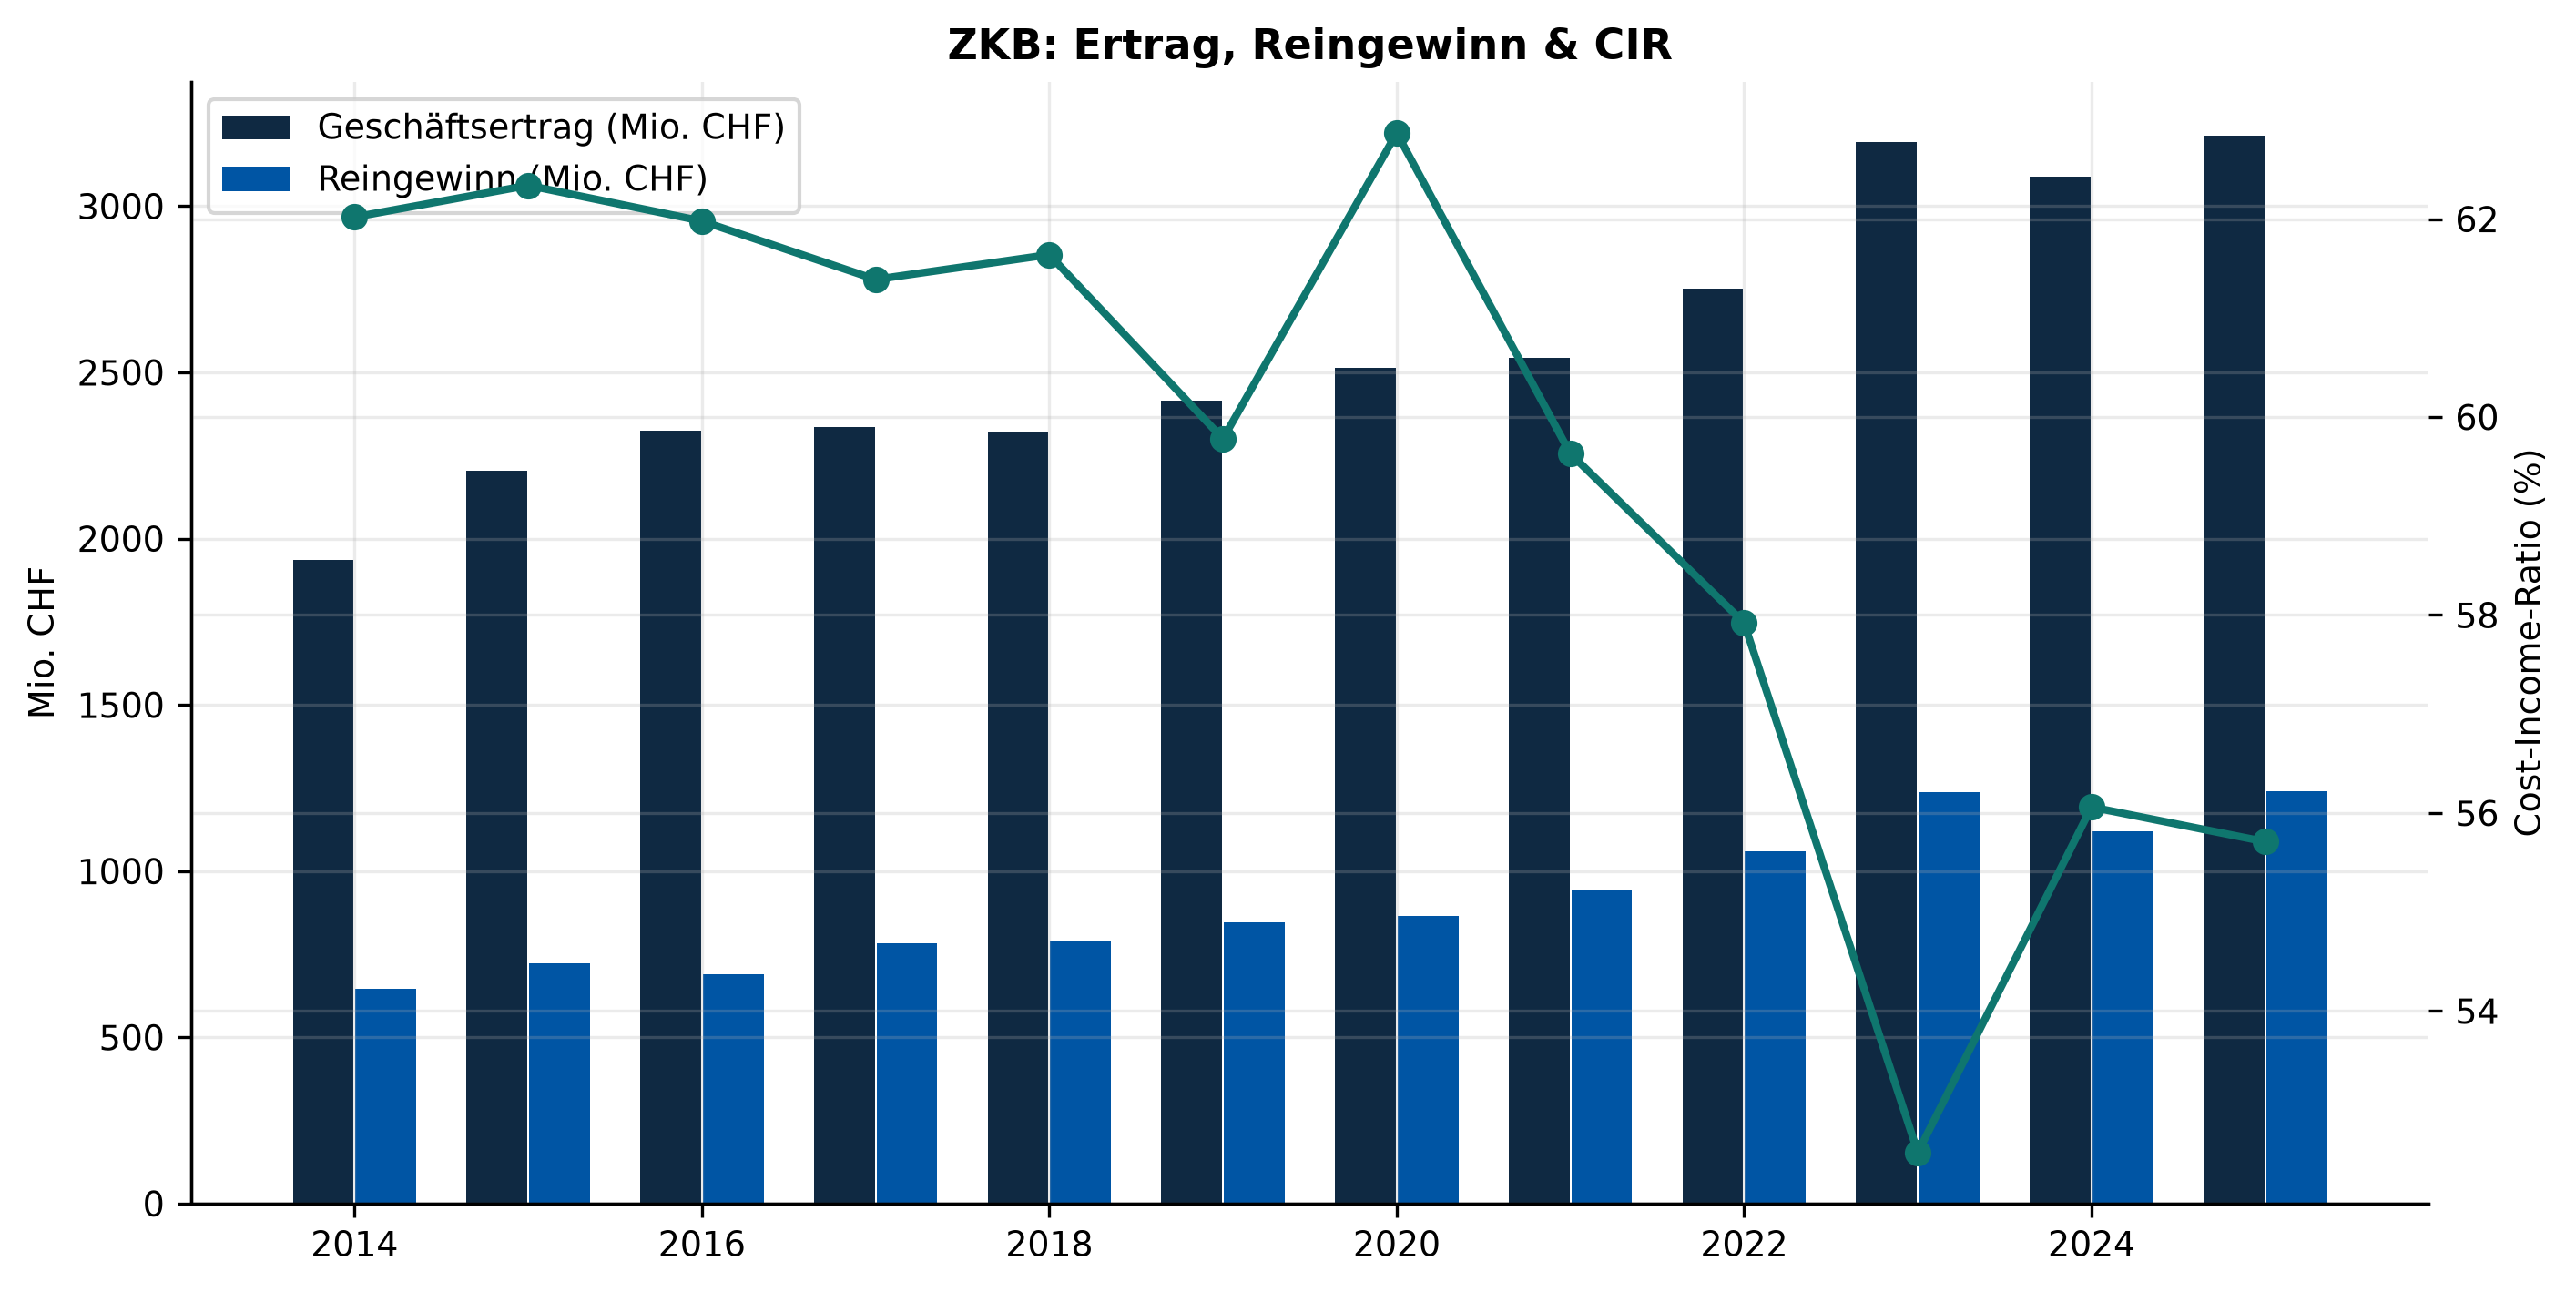 ZKB: Ertrag, Reingewinn & CIR
Geschäftsertrag (Mio. CHF)
Reingewinn (Mio. CHF)
Mio. CHF
3000
2500
2000
1500
1000
500
0
62
60
58
56
54
Cost-Income-Ratio (%)
2014 2016 2018 2020 2022 2024